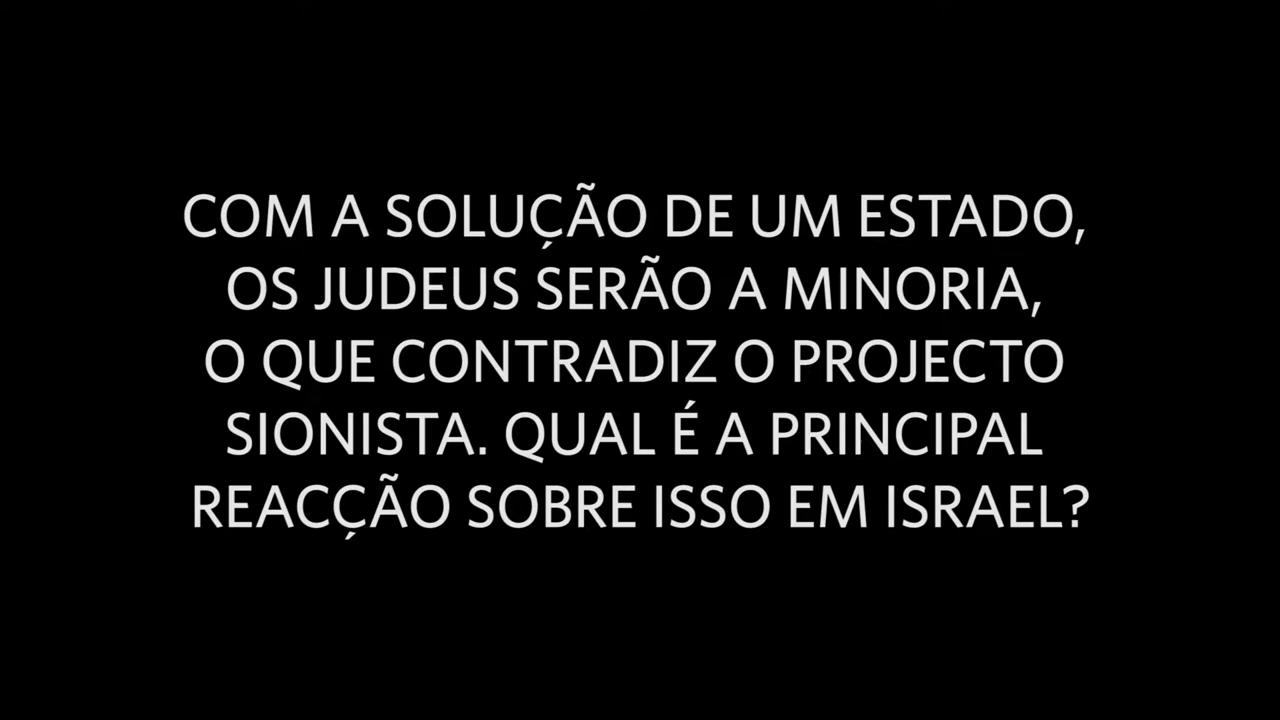 COM A SOLUÇÃO DE UM ESTADO,
OS JUDEUS SERÃO A MINORIA,
O QUE CONTRADIZ O PROJECTO
SIONISTA. QUAL É A PRINCIPAL
REACÇÃO SOBRE ISSO EM ISRAEL?